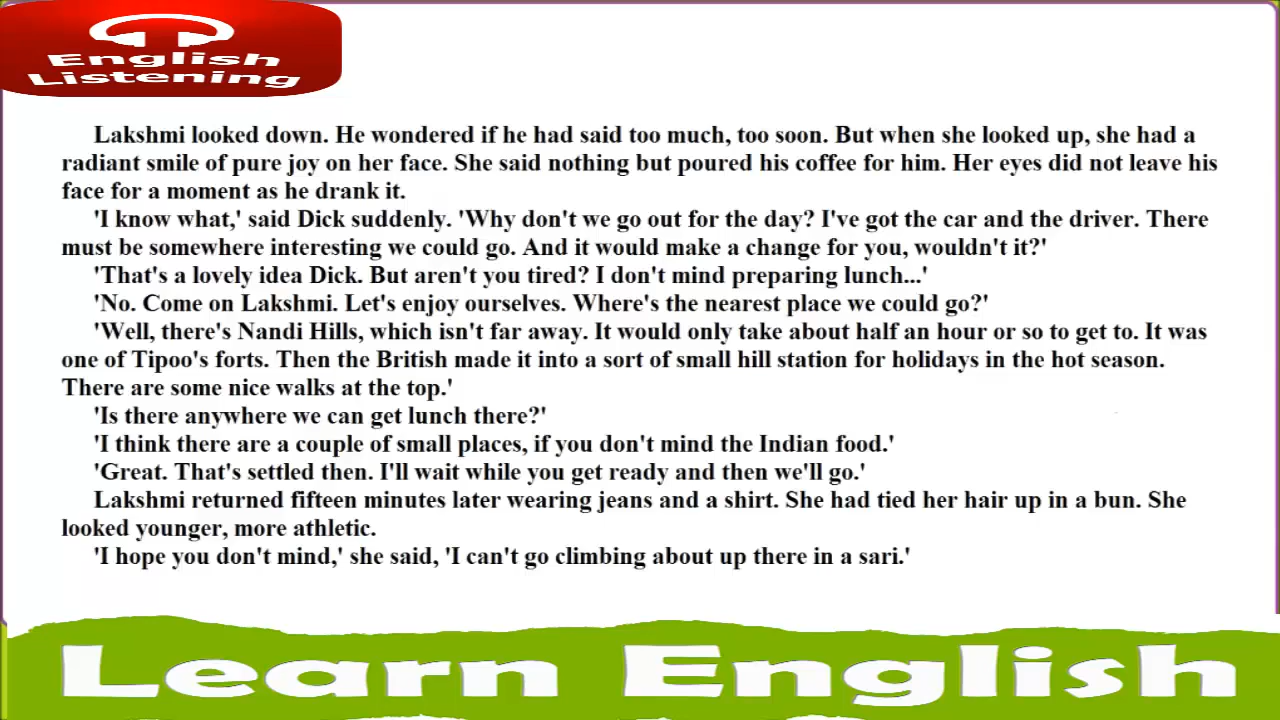 English
Listening
Lakshmi looked down. He wondered if he had said too much, too soon. But when she looked up, she had a
radiant smile of pure joy on her face. She said nothing but poured his coffee for him. Her eyes did not leave his
face for a moment as he drank it.
'I know what,' said Dick suddenly. 'Why don't we go out for the day? I've got the car and the driver. There
must be somewhere interesting we could go. And it would make a change for you, wouldn't it?'
'That's a lovely idea Dick. But aren't you tired? I don't mind preparing lunch...'
'No. Come on Lakshmi. Let's enjoy ourselves. Where's the nearest place we could go?'
'Well, there's Nandi Hills, which isn't far away. It would only take about half an hour or so to get to. It was
one of Tipoo's forts. Then the British made it into a sort of small hill station for holidays in the hot season.
There are some nice walks at the top.'
'Is there anywhere we can get lunch there?'
'I think there are a couple of small places, if you don't mind the Indian food.'
'Great. That's settled then. I'll wait while you get ready and then we'll go.'
Lakshmi returned fifteen minutes later wearing jeans and a shirt. She had tied her hair up in a bun. She
looked younger, more athletic.
'I hope you don't mind,' she said, 'I can't go climbing about up there in a sari.'
Learn English